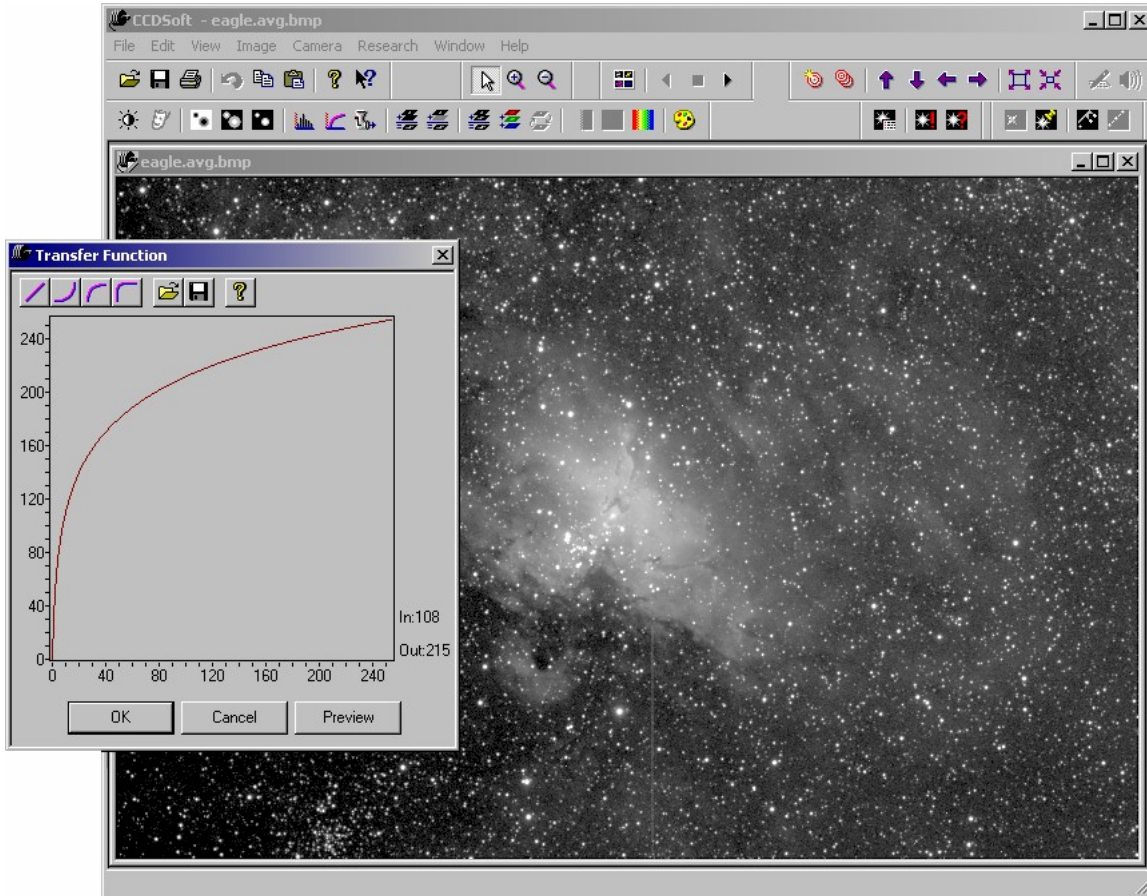 CCDSoft - eagle.avg.bmp
File Edit View Image Camera Research Window Help
eagle.avg.bmp
Transfer Function
240
200
160
120
80
40
0
In:108
Out:215
0 40 80 120 160 200 240
OK Cancel Preview